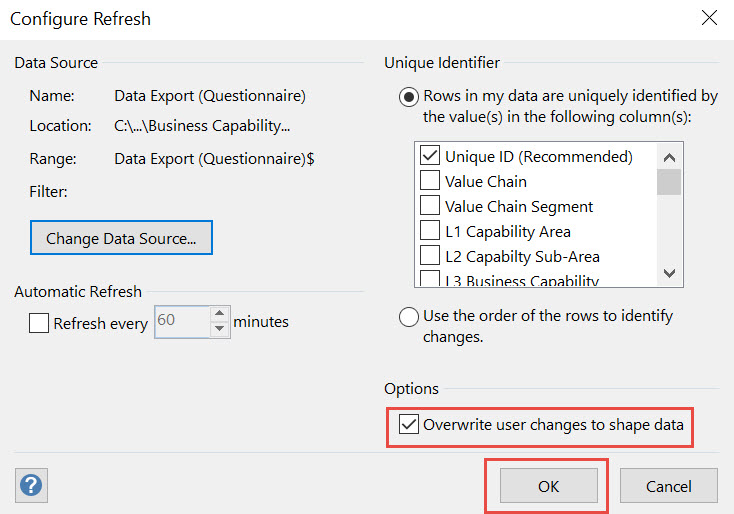 Configure Refresh
Data Source
Name: Data Export (Questionnaire)
Location: C:\...\Business Capability...
Range: Data Export (Questionnaire)$
Filter:
Change Data Source...
Automatic Refresh
Refresh every 60 minutes
Unique Identifier
Rows in my data are uniquely identified by
the value(s) in the following column(s):
Unique ID (Recommended)
Value Chain
Value Chain Segment
L1 Capability Area
L2 Capabilty Sub-Area
L3 Business Capability
Use the order of the rows to identify
changes.
Options
Overwrite user changes to shape data
?
OK
Cancel